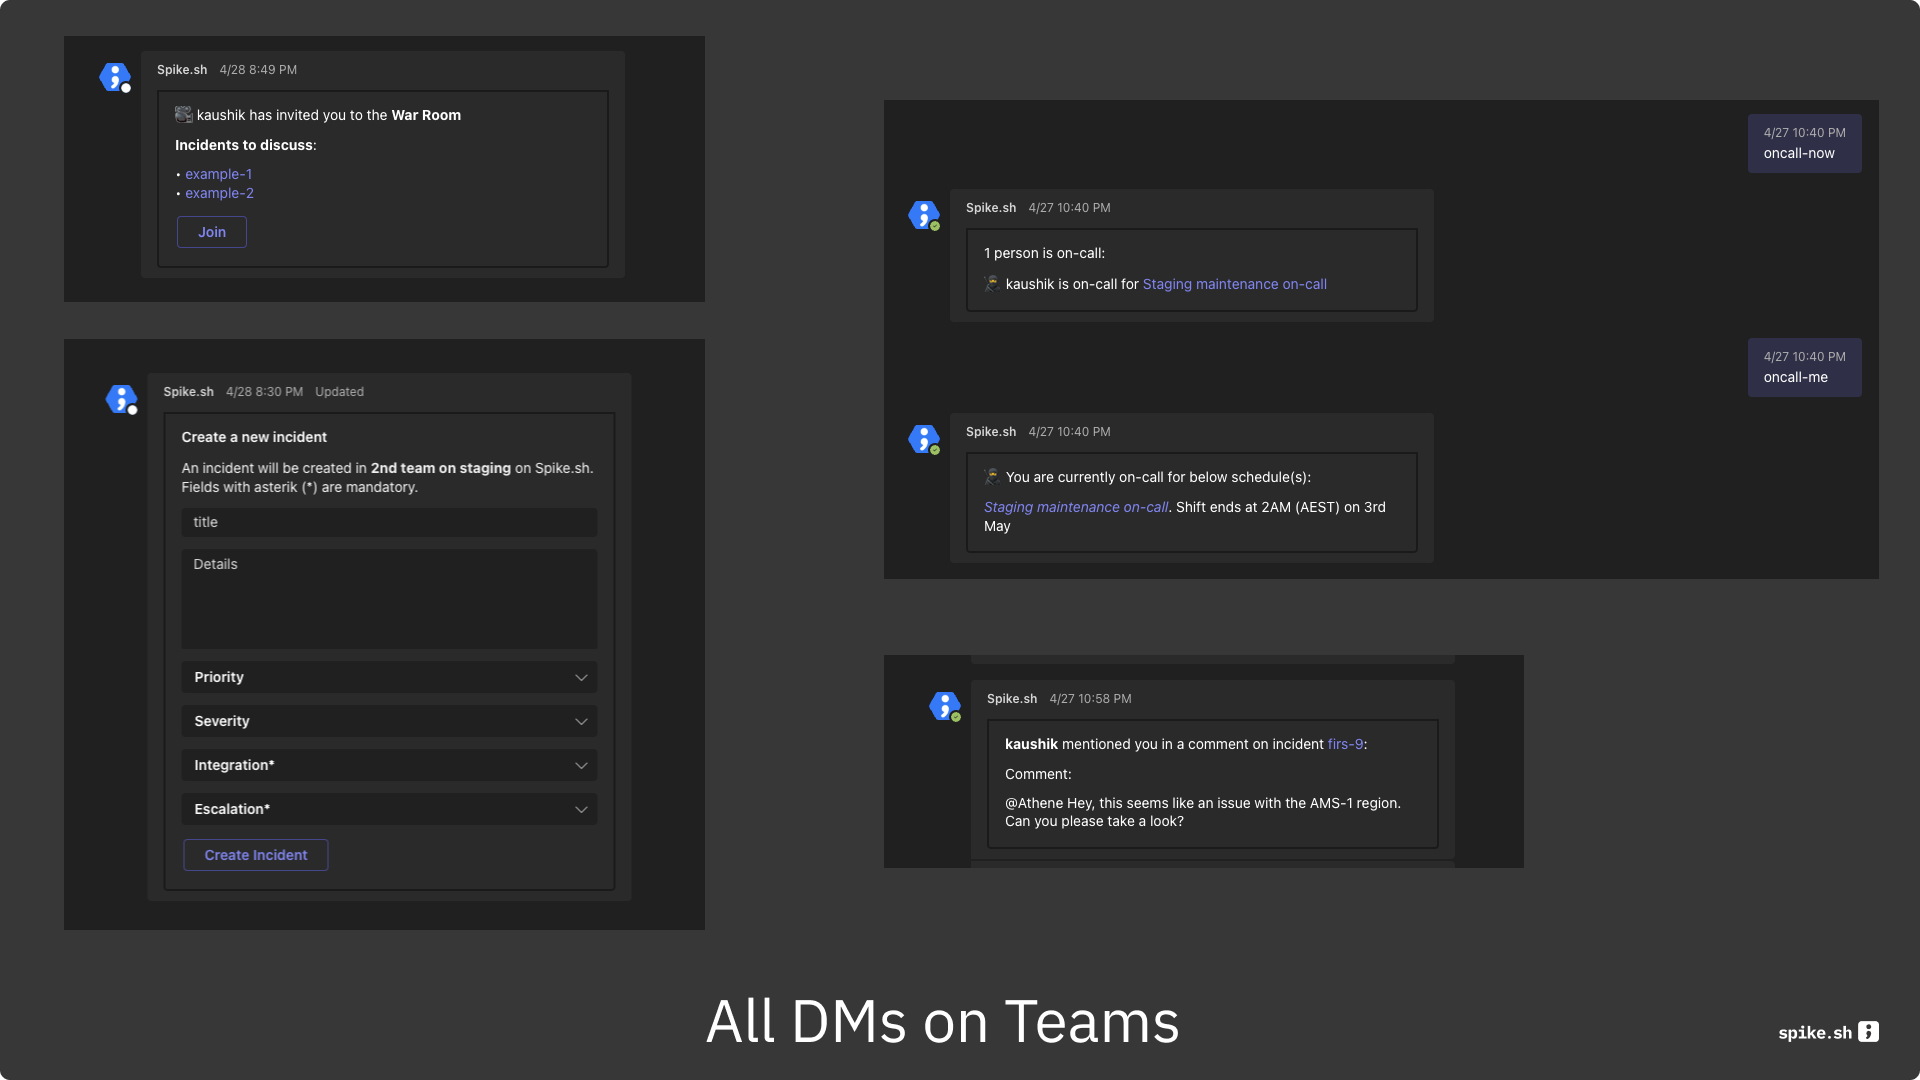 Spike.sh 4/28 8:49 PM
kaushik has invited you to the War Room
Incidents to discuss:
• example-1
• example-2
Join
Spike.sh 4/28 8:30 PM Updated
Create a new incident
An incident will be created in 2nd team on staging on Spike.sh.
Fields with asterik (*) are mandatory.
title
Details
Priority
Severity
Integration*
Escalation*
Create Incident
4/27 10:40 PM
oncall-now
Spike.sh 4/27 10:40 PM
1 person is on-call:
kaushik is on-call for Staging maintenance on-call
4/27 10:40 PM
oncall-me
Spike.sh 4/27 10:40 PM
You are currently on-call for below schedule(s):
Staging maintenance on-call. Shift ends at 2AM (AEST) on 3rd
May
Spike.sh 4/27 10:58 PM
kaushik mentioned you in a comment on incident firs-9:
Comment:
@Athene Hey, this seems like an issue with the AMS-1 region.
Can you please take a look?
All DMs on Teams
spike.sh